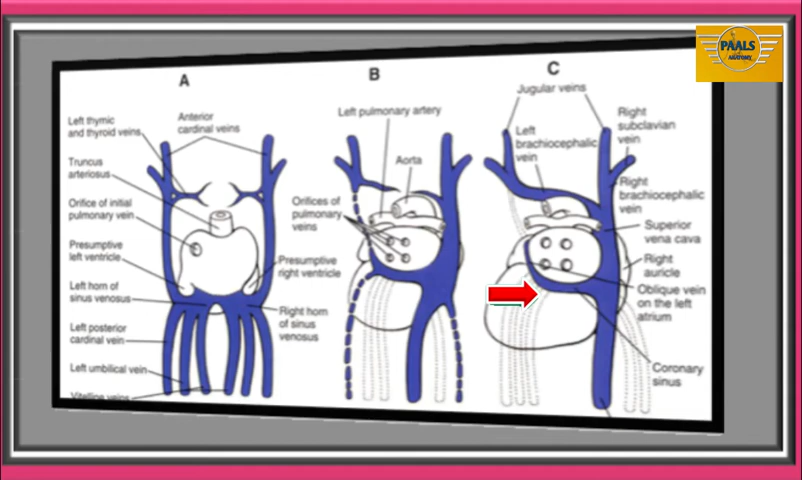 PAALS
ANATOMY
A
B
C
Left thymic
and thyroid veins
Anterior
cardinal veins
Truncus
arteriosus
Orifice of initial
pulmonary vein
Presumptive
left ventricle
Left horn of
sinus venosus
Left posterior
cardinal vein
Left umbilical vein
Vitelline veins
Presumptive
right ventricle
Right horn
of sinus
venosus
Left pulmonary artery
Aorta
Orifices of
pulmonary
veins
Jugular veins
Left
brachiocephalic
vein
Right
subclavian
vein
Right
brachiocephalic
vein
Superior
vena cava
Right
auricle
Oblique vein
on the left
atrium
Coronary
sinus